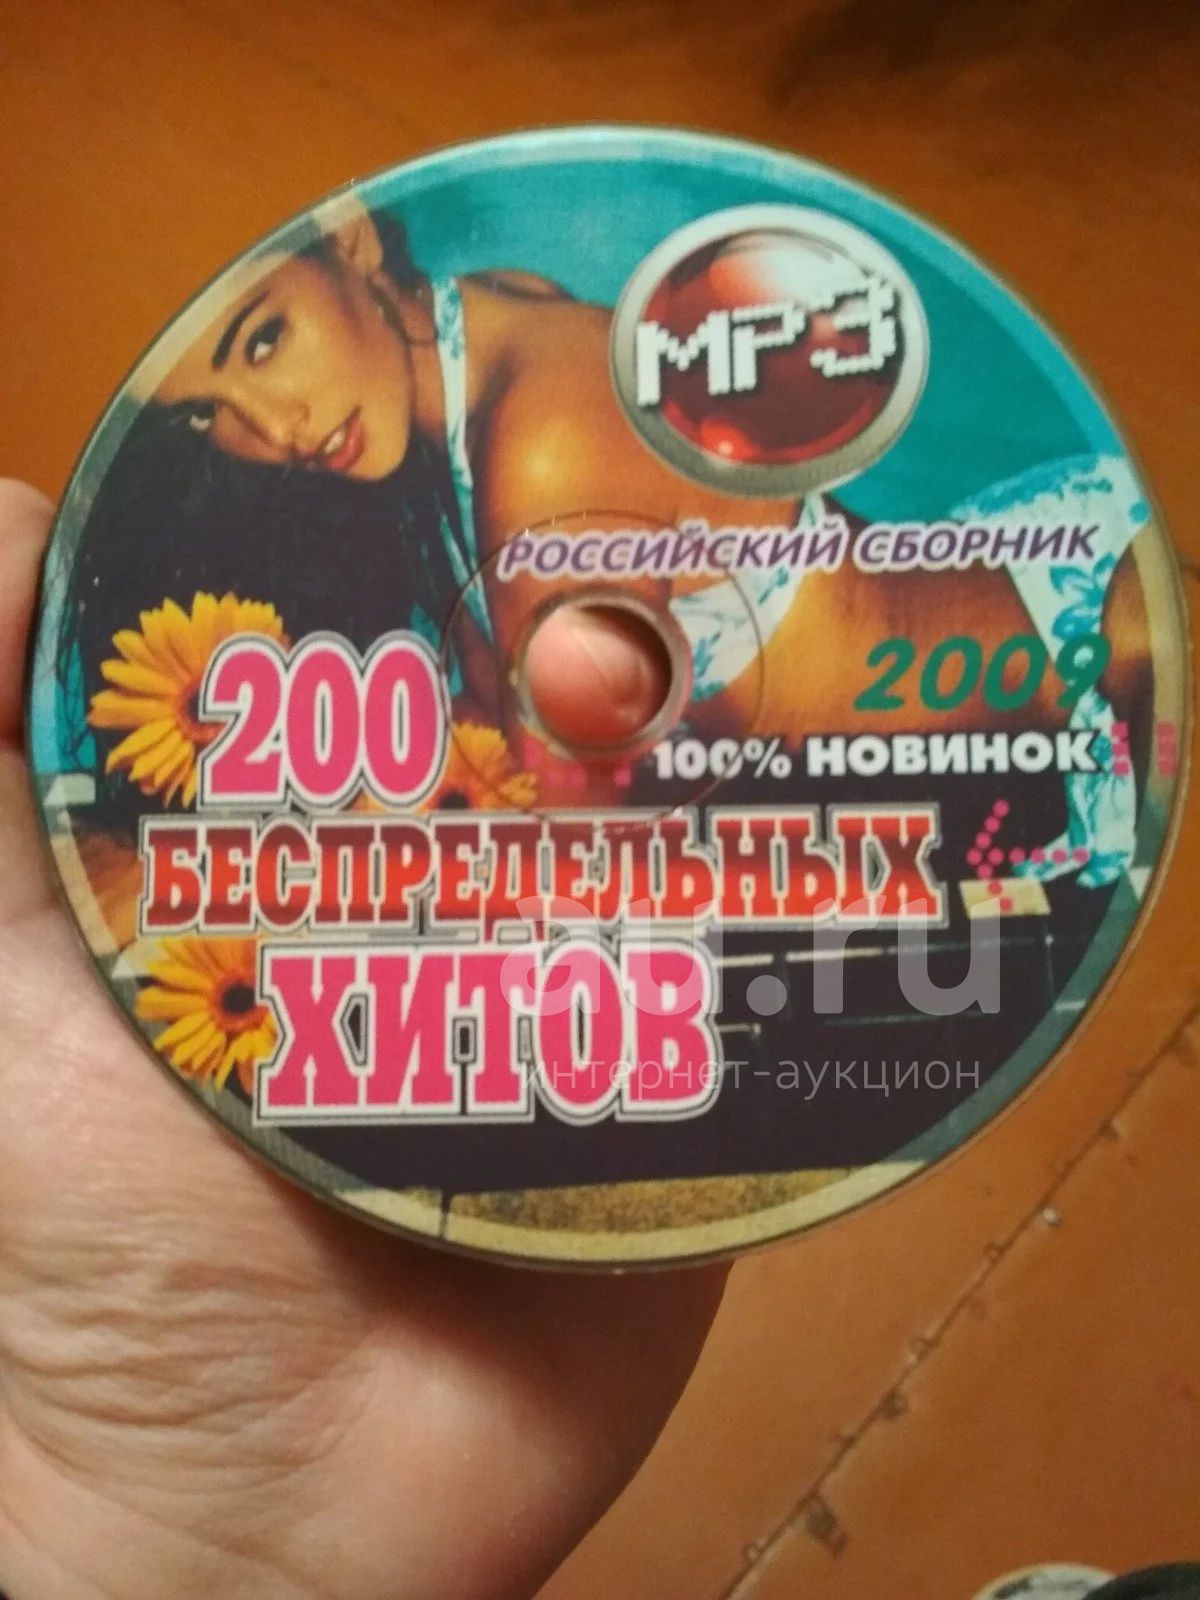 MP3
РОССИЙСКИЙ СБОРНИК
2009
100% НОВИНОК
200
БЕСПРЕДЕЛЬНЫХ
ХИТОВ
au.ru
интернет-аукцион